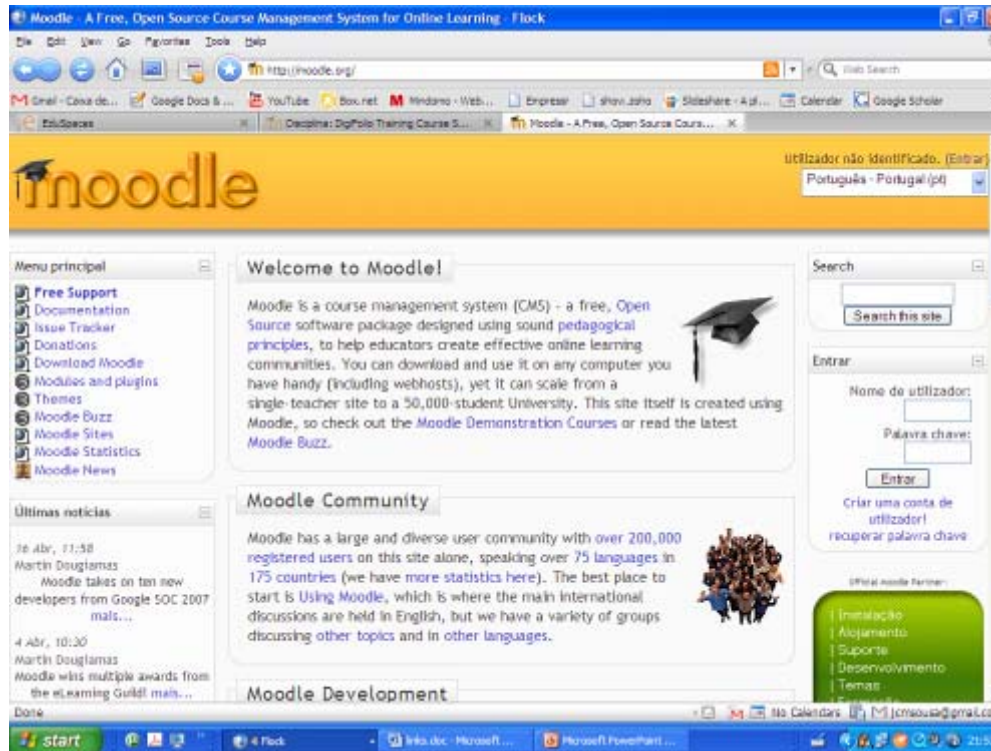 Moodle - A Free, Open Source Course Management System for Online Learning - Flock
File Edit View Go Favorites Tools Help
http://moodle.org/
Web Search
Gmail - Caixa de... Google Docs & ... YouTube Box.net Mindomo - Web... Empresar show.zoho Slideshare - Apl... Calendar Google Scholar
EduSpaces
Disciplina: DigiFolio Training Course S...
Moodle - A Free, Open Source Cours...
moodle
Utilizador não identificado. (Entrar)
Português - Portugal (pt)
Menu principal
Free Support
Documentation
Issue Tracker
Donations
Download Moodle
Modules and plugins
Themes
Moodle Buzz
Moodle Sites
Moodle Statistics
Moodle News
Últimas notícias
16 Abr, 11:58
Martin Dougiamas
Moodle takes on ten new
developers from Google SOC 2007
mais...
4 Abr, 10:30
Martin Dougiamas
Moodle wins multiple awards from
the eLearning Guild! mais...
Welcome to Moodle!
Moodle is a course management system (CMS) - a free, Open
Source software package designed using sound pedagogical
principles, to help educators create effective online learning
communities. You can download and use it on any computer you
have handy (including webhosts), yet it can scale from a
single-teacher site to a 50,000-student University. This site itself is created using
Moodle, so check out the Moodle Demonstration Courses or read the latest
Moodle Buzz.
Moodle Community
Moodle has a large and diverse user community with over 200,000
registered users on this site alone, speaking over 75 languages in
175 countries (we have more statistics here). The best place to
start is Using Moodle, which is where the main international
discussions are held in English, but we have a variety of groups
discussing other topics and in other languages.
Moodle Development
Search
Search this site
Entrar
Nome de utilizador:
Palavra chave:
Entrar
Criar uma conta de
utilizador!
recuperar palavra chave
Official Moodle Partner:
| Instalação
| Alojamento
| Suporte
| Desenvolvimento
| Temas
Done
No Calendars
jcmsousa@gmail.co
start
4 Flock
links.doc - Microsoft ...
Microsoft PowerPoint ...